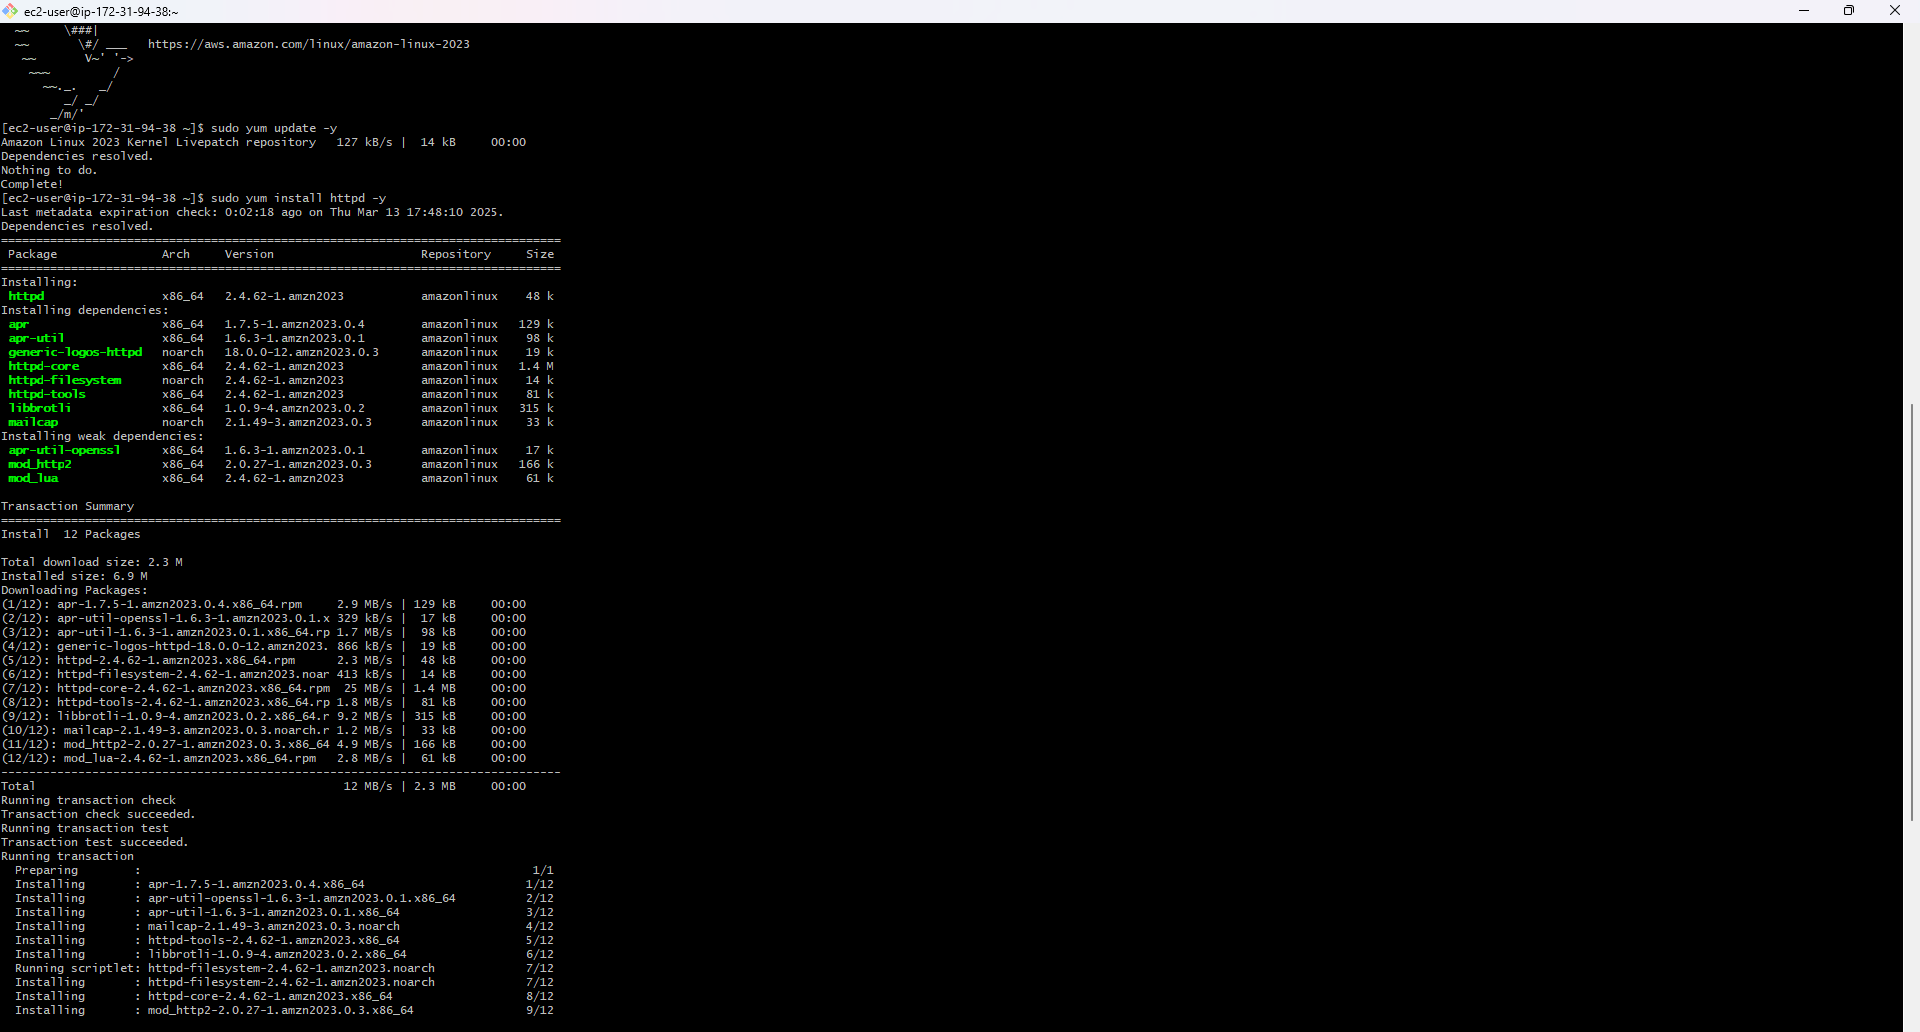 ec2-user@ip-172-31-94-38:~
~~      \###|
~~       \#/ ___   https://aws.amazon.com/linux/amazon-linux-2023
~~       V~' '->
~~~         /
~~._.   _/
_/ _/
_/m/'
[ec2-user@ip-172-31-94-38 ~]$ sudo yum update -y
Amazon Linux 2023 Kernel Livepatch repository   127 kB/s |  14 kB     00:00
Dependencies resolved.
Nothing to do.
Complete!
[ec2-user@ip-172-31-94-38 ~]$ sudo yum install httpd -y
Last metadata expiration check: 0:02:18 ago on Thu Mar 13 17:48:10 2025.
Dependencies resolved.
================================================================================
Package               Arch     Version                     Repository     Size
================================================================================
Installing:
httpd                 x86_64   2.4.62-1.amzn2023           amazonlinux    48 k
Installing dependencies:
apr                   x86_64   1.7.5-1.amzn2023.0.4        amazonlinux   129 k
apr-util              x86_64   1.6.3-1.amzn2023.0.1        amazonlinux    98 k
generic-logos-httpd   noarch   18.0.0-12.amzn2023.0.3      amazonlinux    19 k
httpd-core            x86_64   2.4.62-1.amzn2023           amazonlinux   1.4 M
httpd-filesystem      noarch   2.4.62-1.amzn2023           amazonlinux    14 k
httpd-tools           x86_64   2.4.62-1.amzn2023           amazonlinux    81 k
libbrotli             x86_64   1.0.9-4.amzn2023.0.2        amazonlinux   315 k
mailcap               noarch   2.1.49-3.amzn2023.0.3       amazonlinux    33 k
Installing weak dependencies:
apr-util-openssl      x86_64   1.6.3-1.amzn2023.0.1        amazonlinux    17 k
mod_http2             x86_64   2.0.27-1.amzn2023.0.3       amazonlinux   166 k
mod_lua               x86_64   2.4.62-1.amzn2023           amazonlinux    61 k
Transaction Summary
================================================================================
Install  12 Packages
Total download size: 2.3 M
Installed size: 6.9 M
Downloading Packages:
(1/12): apr-1.7.5-1.amzn2023.0.4.x86_64.rpm     2.9 MB/s | 129 kB     00:00
(2/12): apr-util-openssl-1.6.3-1.amzn2023.0.1.x 329 kB/s |  17 kB     00:00
(3/12): apr-util-1.6.3-1.amzn2023.0.1.x86_64.rp 1.7 MB/s |  98 kB     00:00
(4/12): generic-logos-httpd-18.0.0-12.amzn2023. 866 kB/s |  19 kB     00:00
(5/12): httpd-2.4.62-1.amzn2023.x86_64.rpm      2.3 MB/s |  48 kB     00:00
(6/12): httpd-filesystem-2.4.62-1.amzn2023.noar 413 kB/s |  14 kB     00:00
(7/12): httpd-core-2.4.62-1.amzn2023.x86_64.rpm  25 MB/s | 1.4 MB     00:00
(8/12): httpd-tools-2.4.62-1.amzn2023.x86_64.rp 1.8 MB/s |  81 kB     00:00
(9/12): libbrotli-1.0.9-4.amzn2023.0.2.x86_64.r 9.2 MB/s | 315 kB     00:00
(10/12): mailcap-2.1.49-3.amzn2023.0.3.noarch.r 1.2 MB/s |  33 kB     00:00
(11/12): mod_http2-2.0.27-1.amzn2023.0.3.x86_64 4.9 MB/s | 166 kB     00:00
(12/12): mod_lua-2.4.62-1.amzn2023.x86_64.rpm   2.8 MB/s |  61 kB     00:00
--------------------------------------------------------------------------------
Total                                            12 MB/s | 2.3 MB     00:00
Running transaction check
Transaction check succeeded.
Running transaction test
Transaction test succeeded.
Running transaction
Preparing        :                                                        1/1
Installing       : apr-1.7.5-1.amzn2023.0.4.x86_64                       1/12
Installing       : apr-util-openssl-1.6.3-1.amzn2023.0.1.x86_64          2/12
Installing       : apr-util-1.6.3-1.amzn2023.0.1.x86_64                  3/12
Installing       : mailcap-2.1.49-3.amzn2023.0.3.noarch                  4/12
Installing       : httpd-tools-2.4.62-1.amzn2023.x86_64                  5/12
Installing       : libbrotli-1.0.9-4.amzn2023.0.2.x86_64                 6/12
Running scriptlet: httpd-filesystem-2.4.62-1.amzn2023.noarch             7/12
Installing       : httpd-filesystem-2.4.62-1.amzn2023.noarch             7/12
Installing       : httpd-core-2.4.62-1.amzn2023.x86_64                   8/12
Installing       : mod_http2-2.0.27-1.amzn2023.0.3.x86_64                9/12